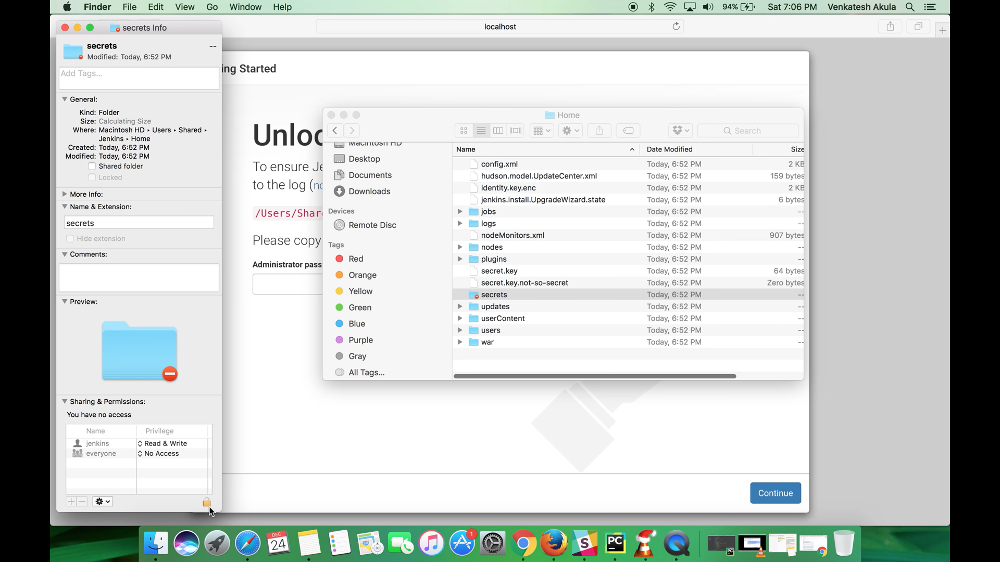 Finder File Edit View Go Window Help 94% Sat 7:06 PM Venkatesh Akula
secrets Info
localhost
secrets --
Modified: Today, 6:52 PM
Add Tags...
General:
Kind: Folder
Size: Calculating Size
Where: Macintosh HD ▸ Users ▸ Shared ▸
Jenkins ▸ Home
Created: Today, 6:52 PM
Modified: Today, 6:52 PM
Shared folder
Locked
More Info:
Name & Extension:
secrets
Hide extension
Comments:
Preview:
Sharing & Permissions:
You have no access
Name Privilege
jenkins Read & Write
everyone No Access
ing Started
Unloc
To ensure Je
to the log (no
/Users/Share
Please copy
Administrator pass
Continue
Home
Search
Macintosh HD
Desktop
Documents
Downloads
Devices
Remote Disc
Tags
Red
Orange
Yellow
Green
Blue
Purple
Gray
All Tags...
Name Date Modified Size
config.xml Today, 6:52 PM 2 KB
hudson.model.UpdateCenter.xml Today, 6:52 PM 159 bytes
identity.key.enc Today, 6:52 PM 2 KB
jenkins.install.UpgradeWizard.state Today, 6:52 PM 6 bytes
jobs Today, 6:52 PM --
logs Today, 6:52 PM --
nodeMonitors.xml Today, 6:52 PM 907 bytes
nodes Today, 6:52 PM --
plugins Today, 6:52 PM --
secret.key Today, 6:52 PM 64 bytes
secret.key.not-so-secret Today, 6:52 PM Zero bytes
secrets Today, 6:52 PM --
updates Today, 6:52 PM --
userContent Today, 6:52 PM --
users Today, 6:52 PM --
war Today, 6:52 PM --
DEC
24
3D
1
PC
PC